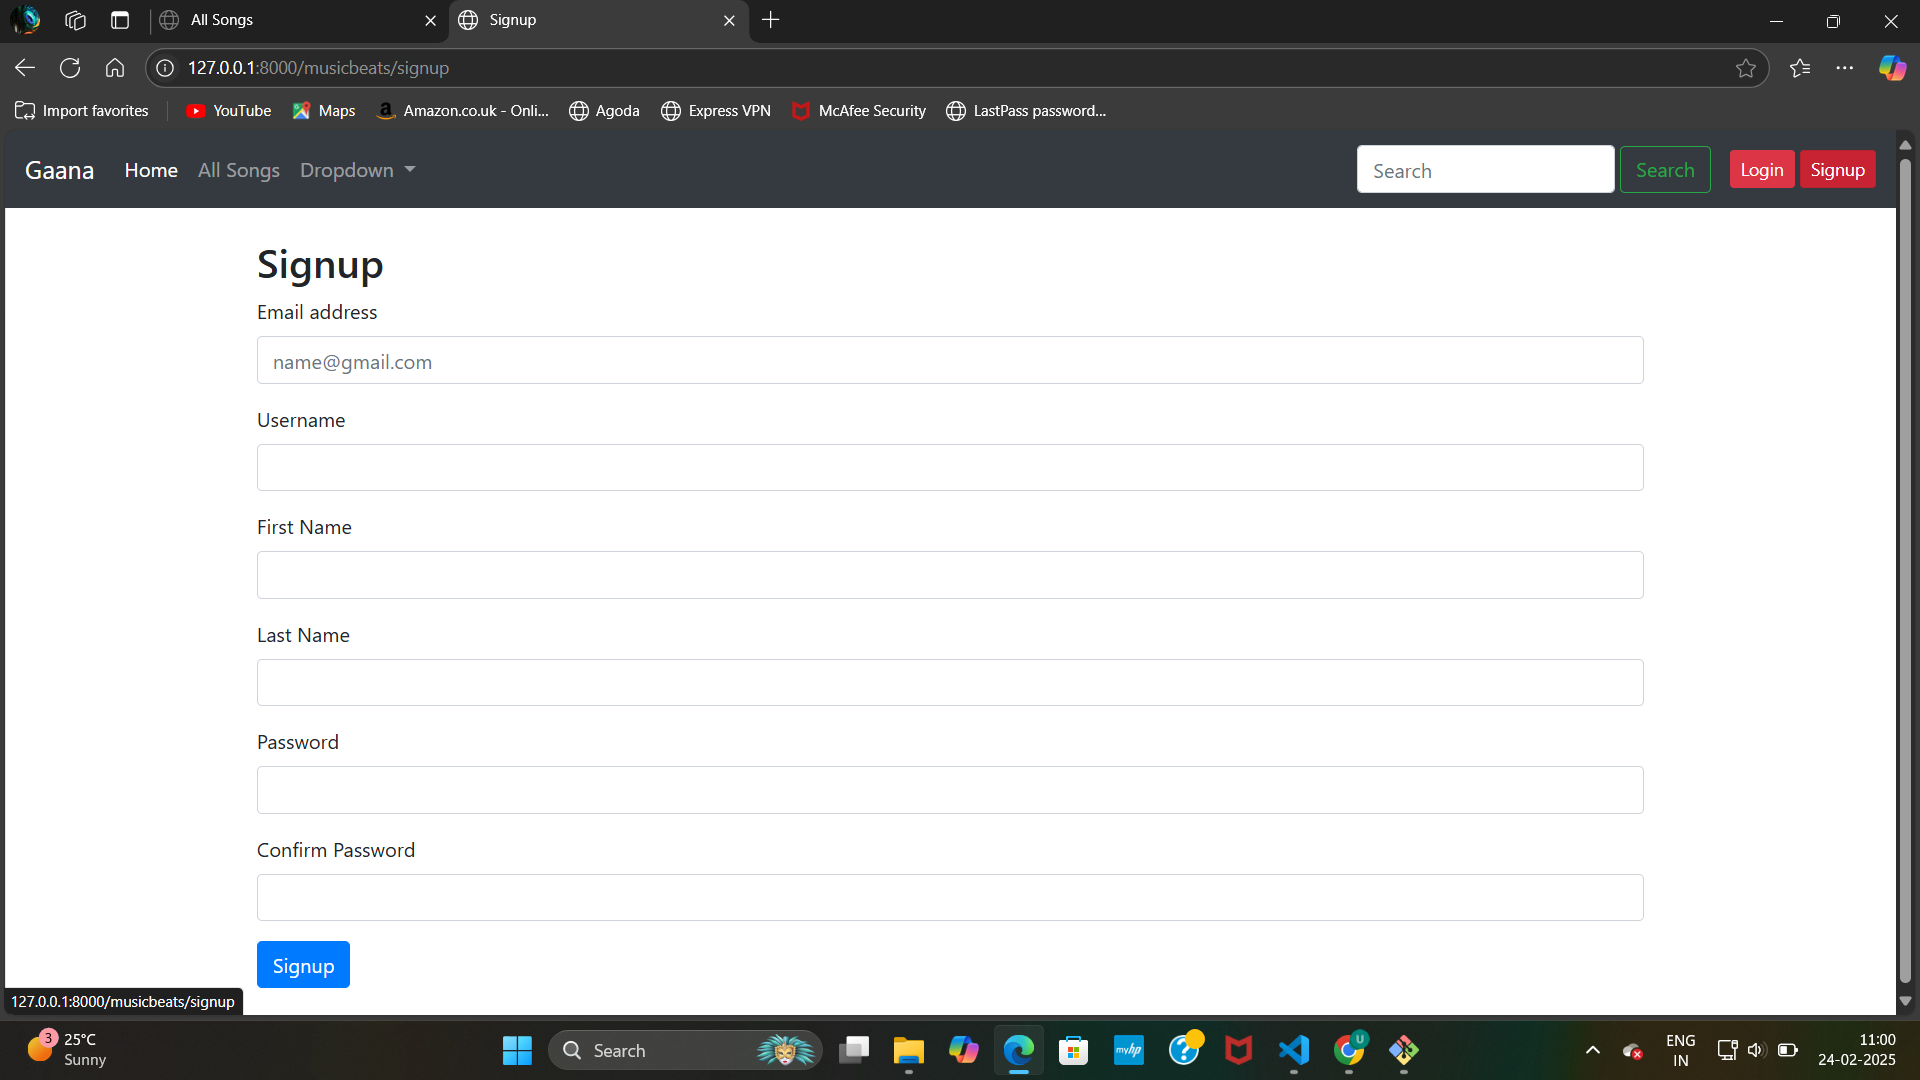 All Songs
Signup
127.0.0.1:8000/musicbeats/signup
Import favorites
YouTube
Maps
Amazon.co.uk - Onli...
Agoda
Express VPN
McAfee Security
LastPass password...
Gaana
Home
All Songs
Dropdown
Search
Search
Login
Signup
Signup
Email address
name@gmail.com
Username
First Name
Last Name
Password
Confirm Password
Signup
127.0.0.1:8000/musicbeats/signup
3
25°C
Sunny
Search
myhp
U
ENG
IN
11:00
24-02-2025